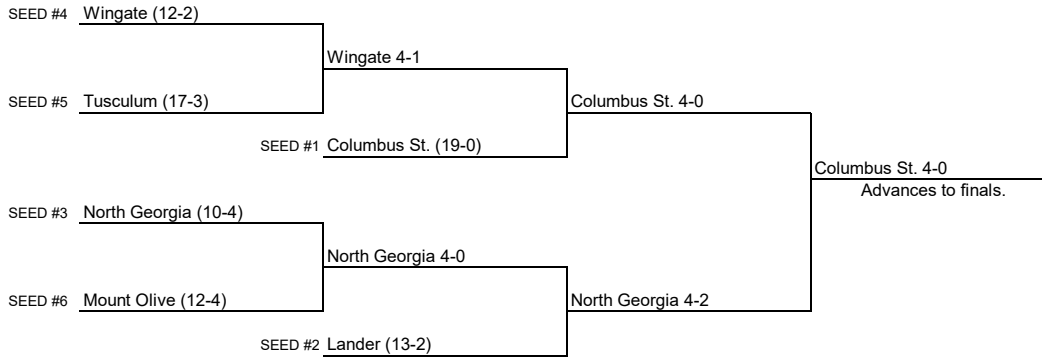 SEED #4 Wingate (12-2)
Wingate 4-1
SEED #5 Tusculum (17-3)
Columbus St. 4-0
SEED #1 Columbus St. (19-0)
Columbus St. 4-0
Advances to finals.
SEED #3 North Georgia (10-4)
North Georgia 4-0
SEED #6 Mount Olive (12-4)
North Georgia 4-2
SEED #2 Lander (13-2)